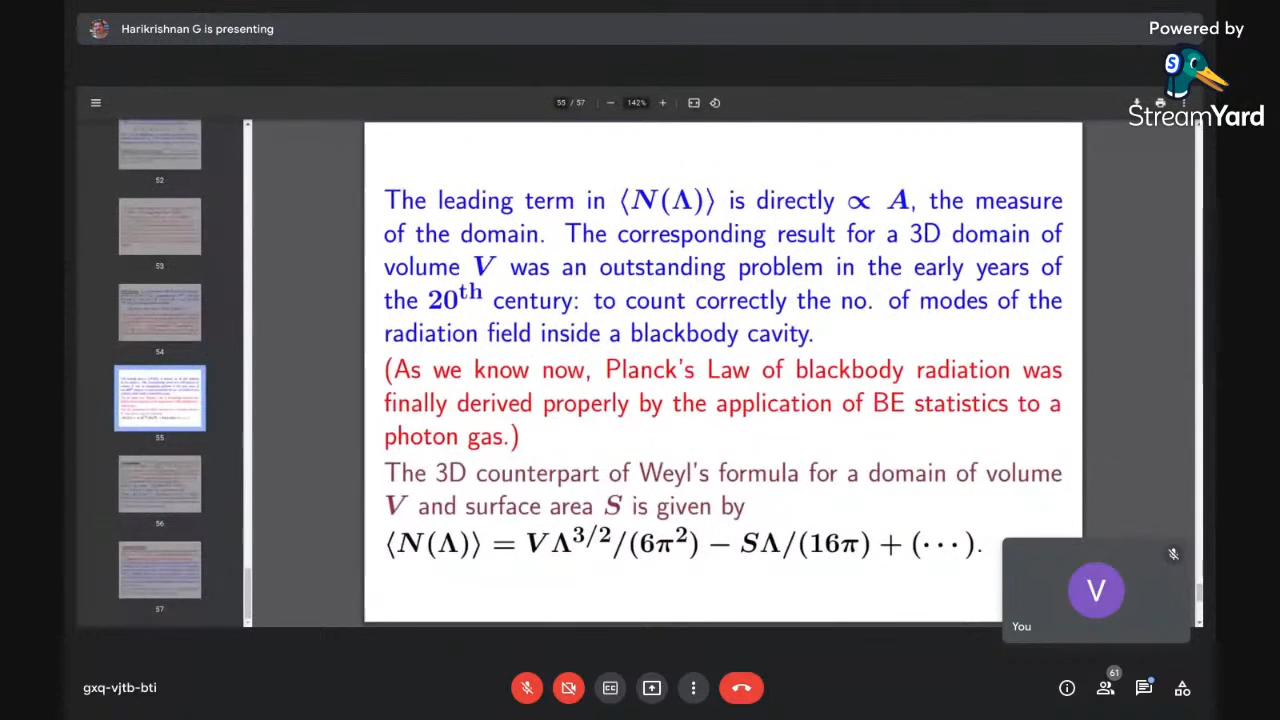 Harikrishnan G is presenting
Powered by
S
StreamYard
55 / 57
142%
52
53
54
55
56
57
The leading term in ⟨N(Λ)⟩ is directly ∝ A, the measure
of the domain. The corresponding result for a 3D domain of
volume V was an outstanding problem in the early years of
the 20th century: to count correctly the no. of modes of the
radiation field inside a blackbody cavity.
(As we know now, Planck's Law of blackbody radiation was
finally derived properly by the application of BE statistics to a
photon gas.)
The 3D counterpart of Weyl's formula for a domain of volume
V and surface area S is given by
⟨N(Λ)⟩ = VΛ^3/2/(6π²) − SΛ/(16π) + (···).
V
You
gxq-vjtb-bti
CC
61